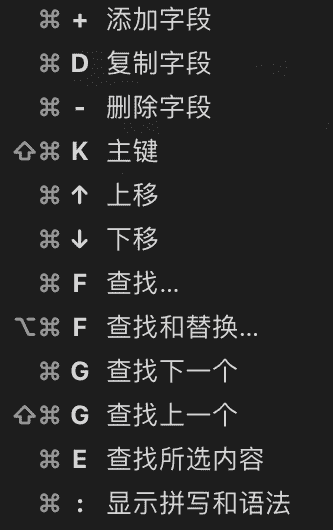 ⌘ + 添加字段
⌘ D 复制字段
⌘ - 删除字段
⇧⌘ K 主键
⌘ ↑ 上移
⌘ ↓ 下移
⌘ F 查找...
⌥⌘ F 查找和替换...
⌘ G 查找下一个
⇧⌘ G 查找上一个
⌘ E 查找所选内容
⌘ : 显示拼写和语法